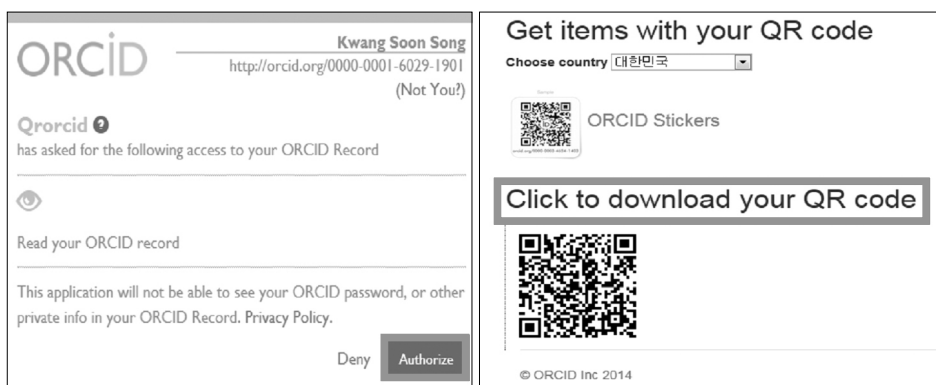 ORCiD
Kwang Soon Song
http://orcid.org/0000-0001-6029-1901
(Not You?)
Qrorcid ?
has asked for the following access to your ORCID Record
Read your ORCID record
This application will not be able to see your ORCID password, or other
private info in your ORCID Record. Privacy Policy.
Deny Authorize
Get items with your QR code
Choose country 대한민국
ORCID Stickers
Click to download your QR code
© ORCID Inc 2014